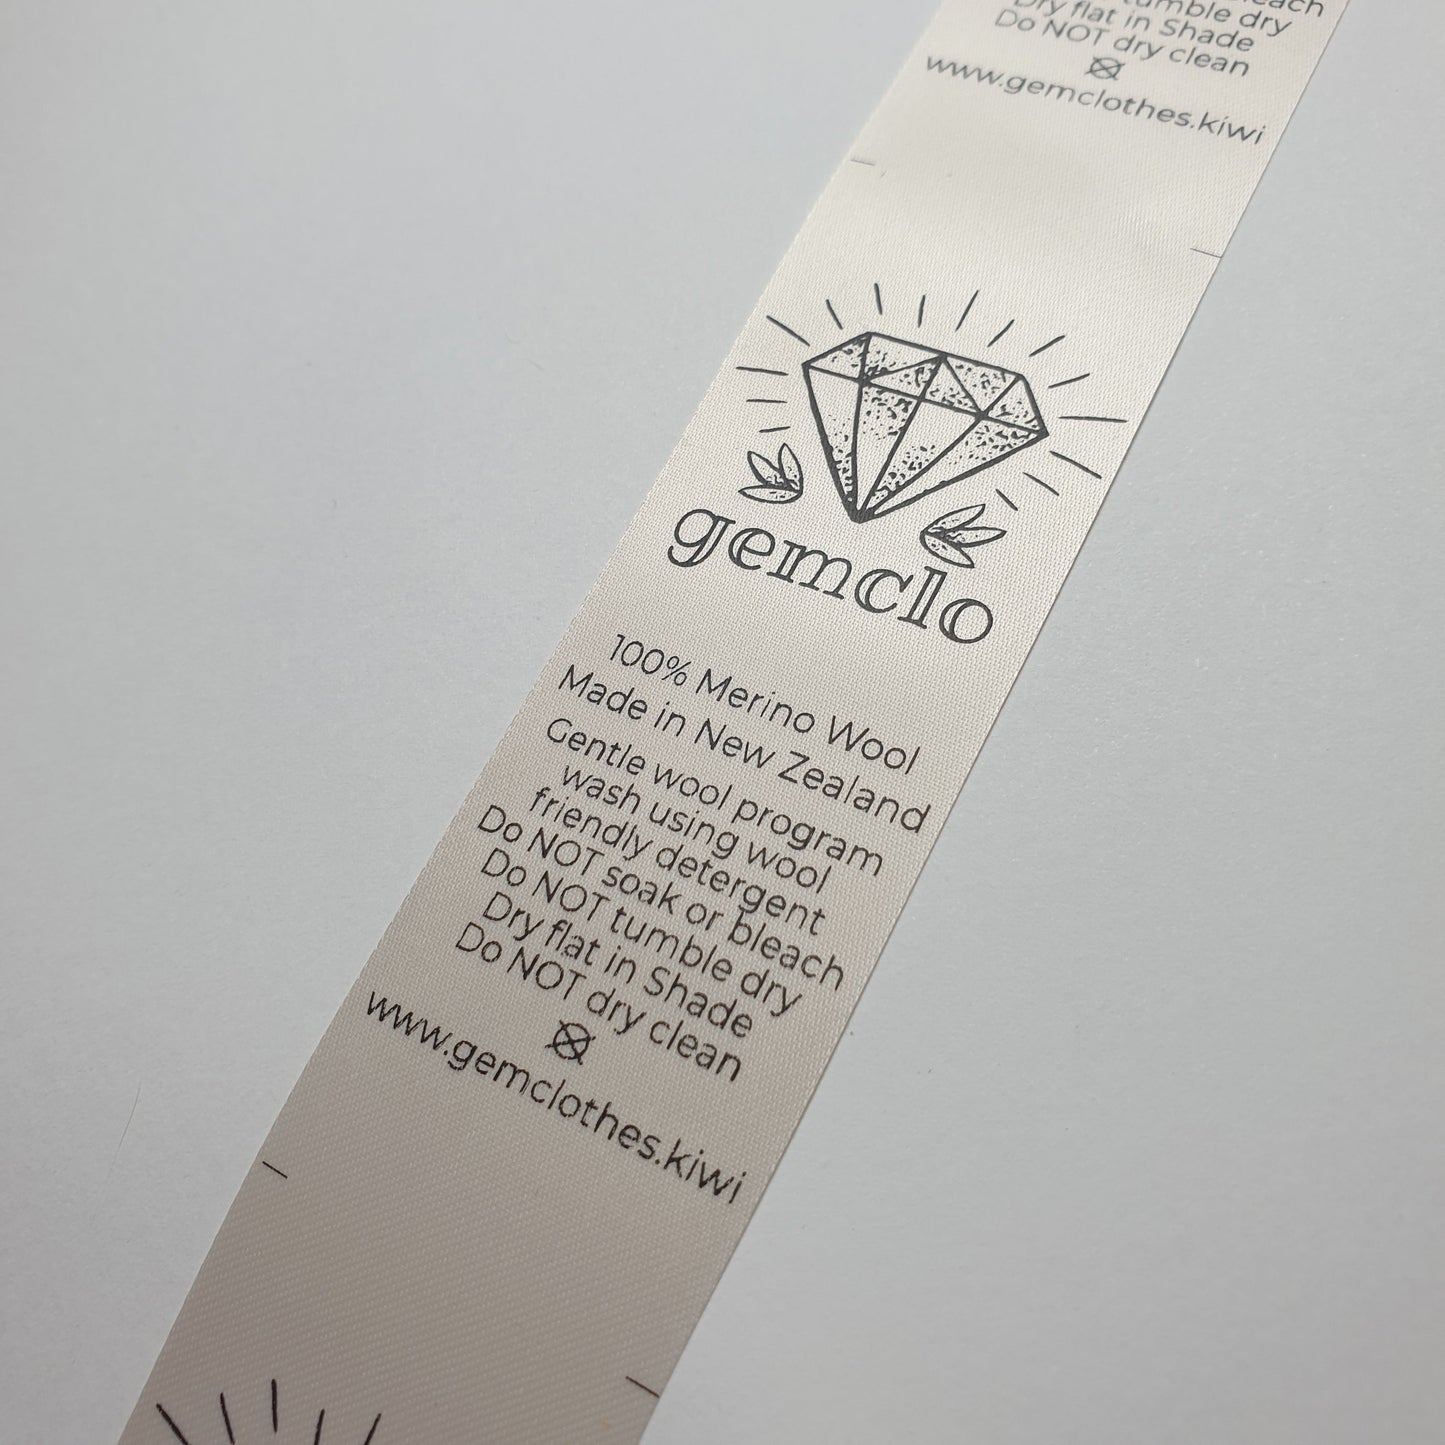 bleach
tumble dry
Dry flat in Shade
Do NOT dry clean
www.gemclothes.kiwi
gemclo
100% Merino Wool
Made in New Zealand
Gentle wool program
wash using wool
friendly detergent
Do NOT soak or bleach
Do NOT tumble dry
Dry flat in Shade
Do NOT dry clean
www.gemclothes.kiwi